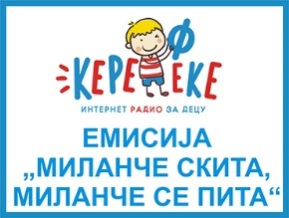 КЕРЕФЕКЕ
ИНТЕРНЕТ РАДИО ЗА ДЕЦУ
ЕМИСИЈА
„МИЛАНЧЕ СКИТА,
МИЛАНЧЕ СЕ ПИТА“